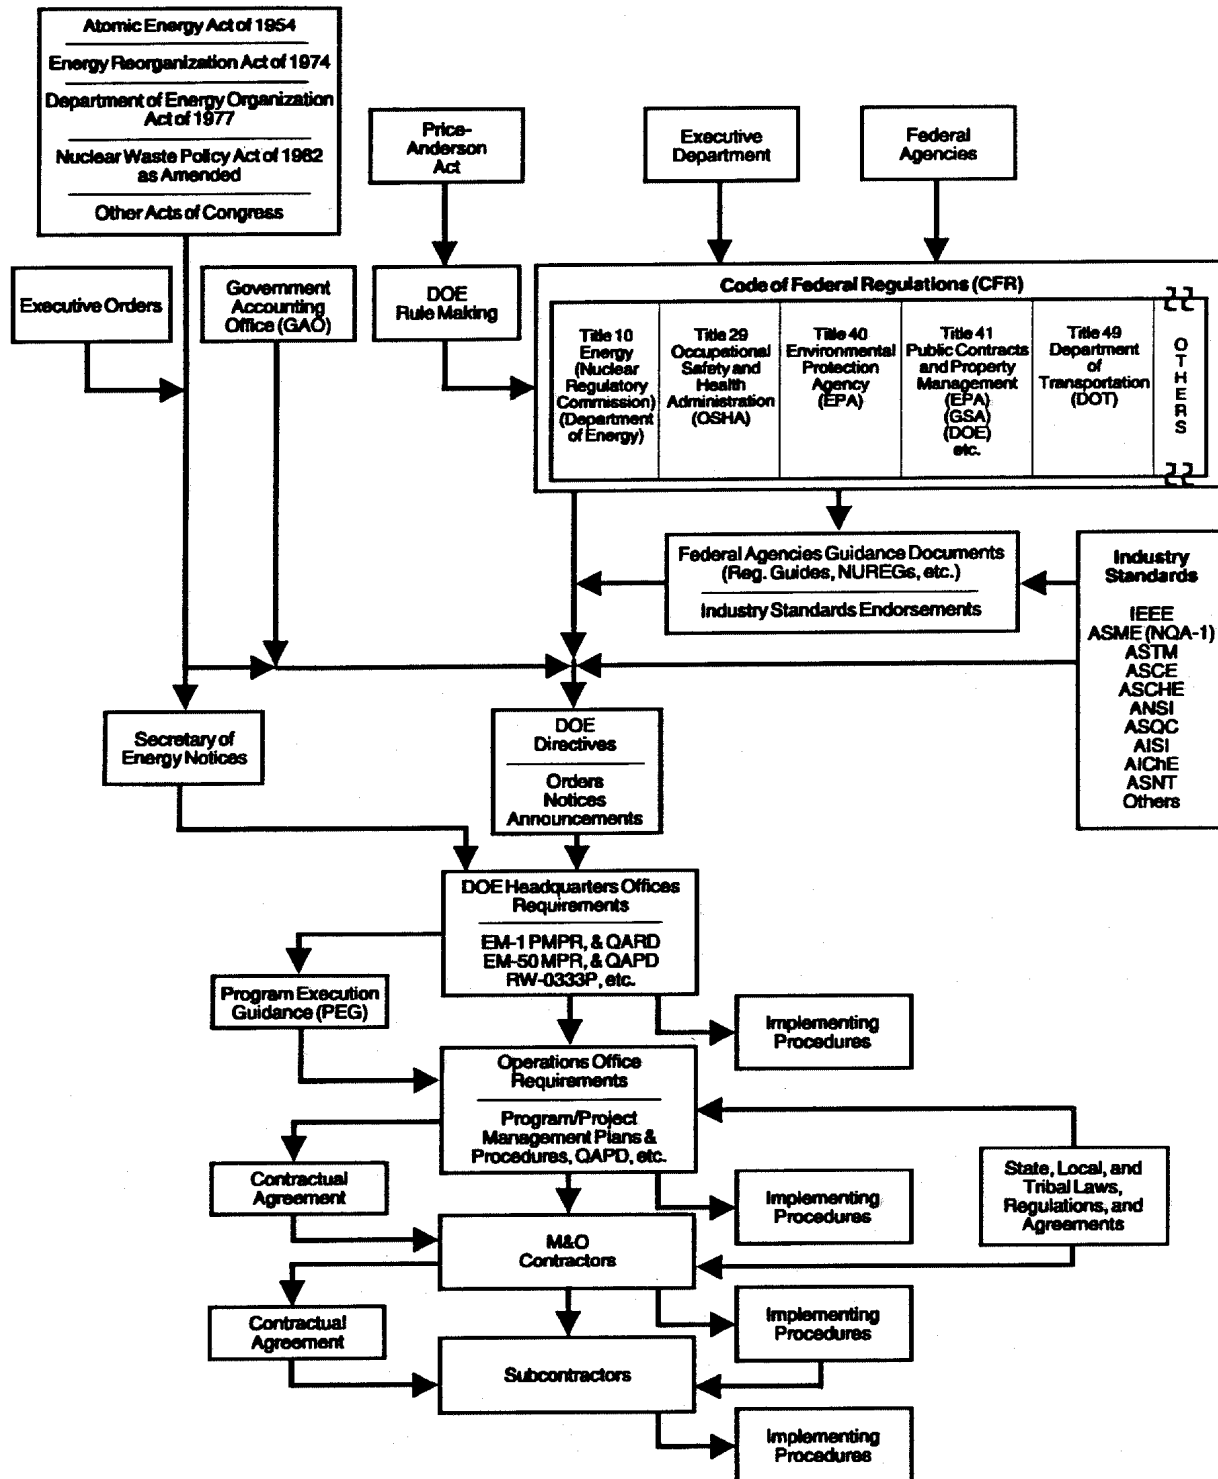 Atomic Energy Act of 1954
Energy Reorganization Act of 1974
Department of Energy Organization
Act of 1977
Nuclear Waste Policy Act of 1982
as Amended
Other Acts of Congress
Price-
Anderson
Act
Executive
Department
Federal
Agencies
Executive Orders
Government
Accounting
Office (GAO)
DOE
Rule Making
Code of Federal Regulations (CFR)
Title 10
Energy
(Nuclear
Regulatory
Commission)
(Department
of Energy)
Title 29
Occupational
Safety and
Health
Administration
(OSHA)
Title 40
Environmental
Protection
Agency
(EPA)
Title 41
Public Contracts
and Property
Management
(EPA)
(GSA)
(DOE)
etc.
Title 49
Department
of
Transportation
(DOT)
OTHERS
Federal Agencies Guidance Documents
(Reg. Guides, NUREGs, etc.)
Industry Standards Endorsements
Industry
Standards
IEEE
ASME (NQA-1)
ASTM
ASCE
ASCHE
ANSI
ASQC
AISI
AIChE
ASNT
Others
Secretary of
Energy Notices
DOE
Directives
Orders
Notices
Announcements
DOE Headquarters Offices
Requirements
EM-1 PMPR, & QARD
EM-50 MPR, & QAPD
RW-0333P, etc.
Program Execution
Guidance (PEG)
Implementing
Procedures
Operations Office
Requirements
Program/Project
Management Plans &
Procedures, QAPD, etc.
Contractual
Agreement
Implementing
Procedures
State, Local, and
Tribal Laws,
Regulations, and
Agreements
M&O
Contractors
Contractual
Agreement
Implementing
Procedures
Subcontractors
Implementing
Procedures